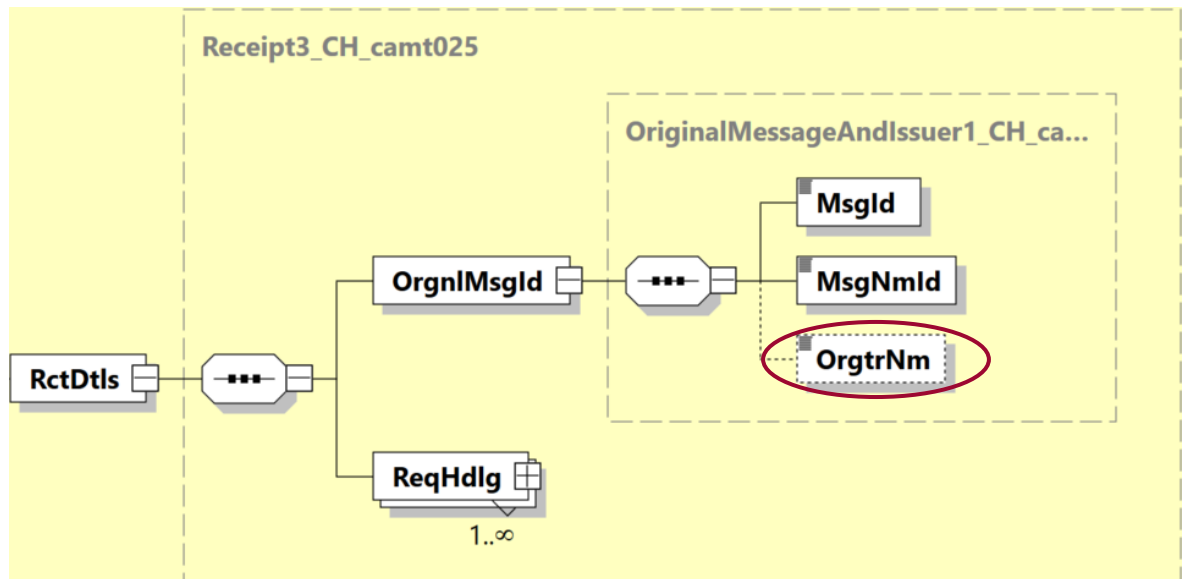 Receipt3_CH_camt025
OriginalMessageAndIssuer1_CH_ca...
MsgId
OrgnlMsgId
MsgNmId
OrgtrNm
RctDtls
ReqHdlg
1..∞